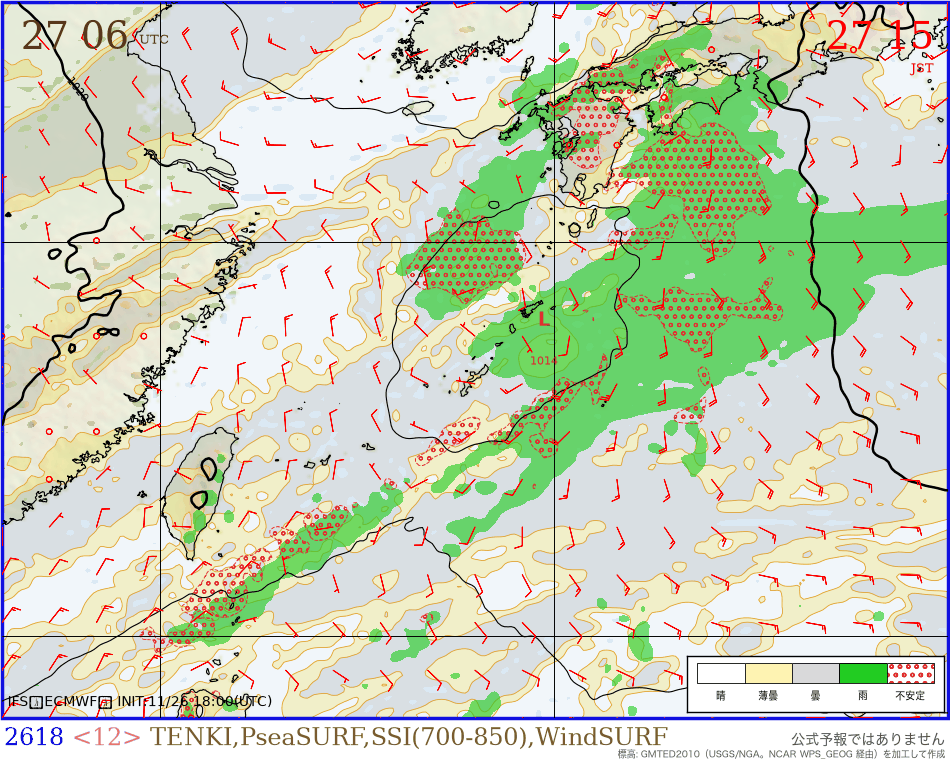 27 06 UTC
27 15
JST
L
1014
晴 薄曇 曇 雨 不安定
INIT:11/26 18:00(UTC)
2618 <12> TENKI,PseaSURF,SSI(700-850),WindSURF
公式予報ではありません
標高: GMTED2010（USGS/NGA。NCAR WPS_GEOG 経由）を加工して作成